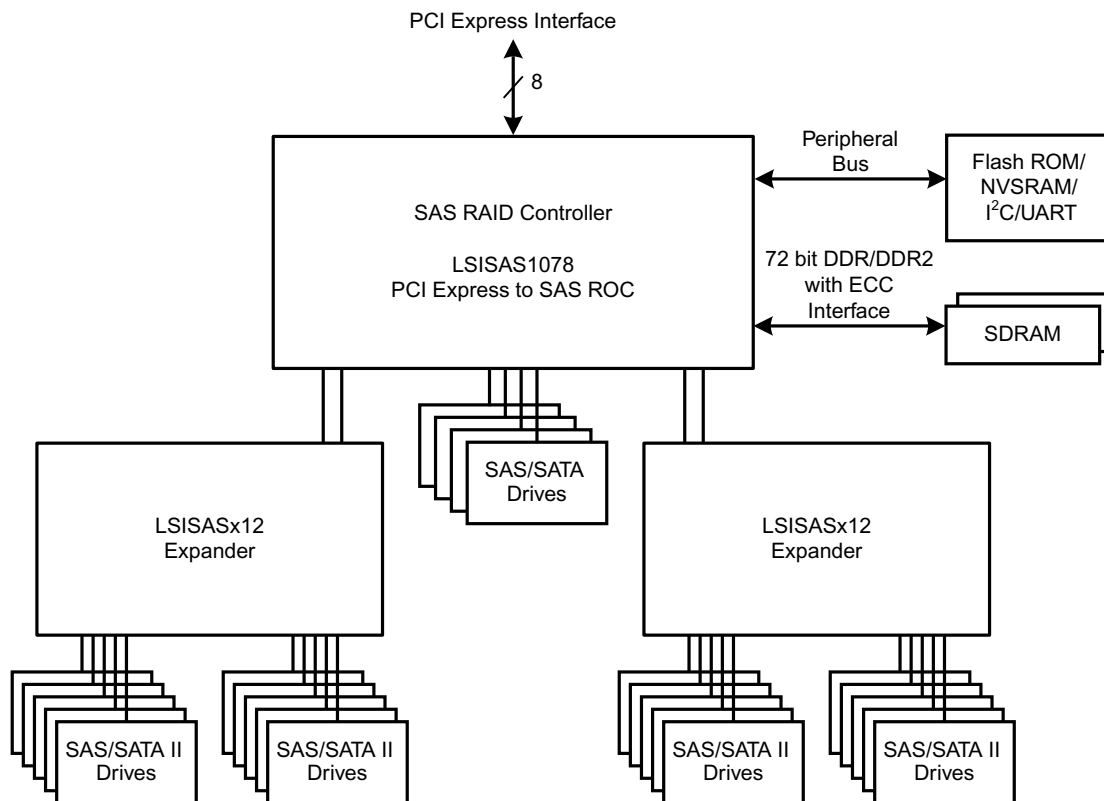 PCI Express Interface
8
SAS RAID Controller
LSISAS1078
PCI Express to SAS ROC
Peripheral
Bus
Flash ROM/
NVSRAM/
I²C/UART
72 bit DDR/DDR2
with ECC
Interface
SDRAM
SAS/SATA
Drives
LSISASx12
Expander
LSISASx12
Expander
SAS/SATA II
Drives
SAS/SATA II
Drives
SAS/SATA II
Drives
SAS/SATA II
Drives